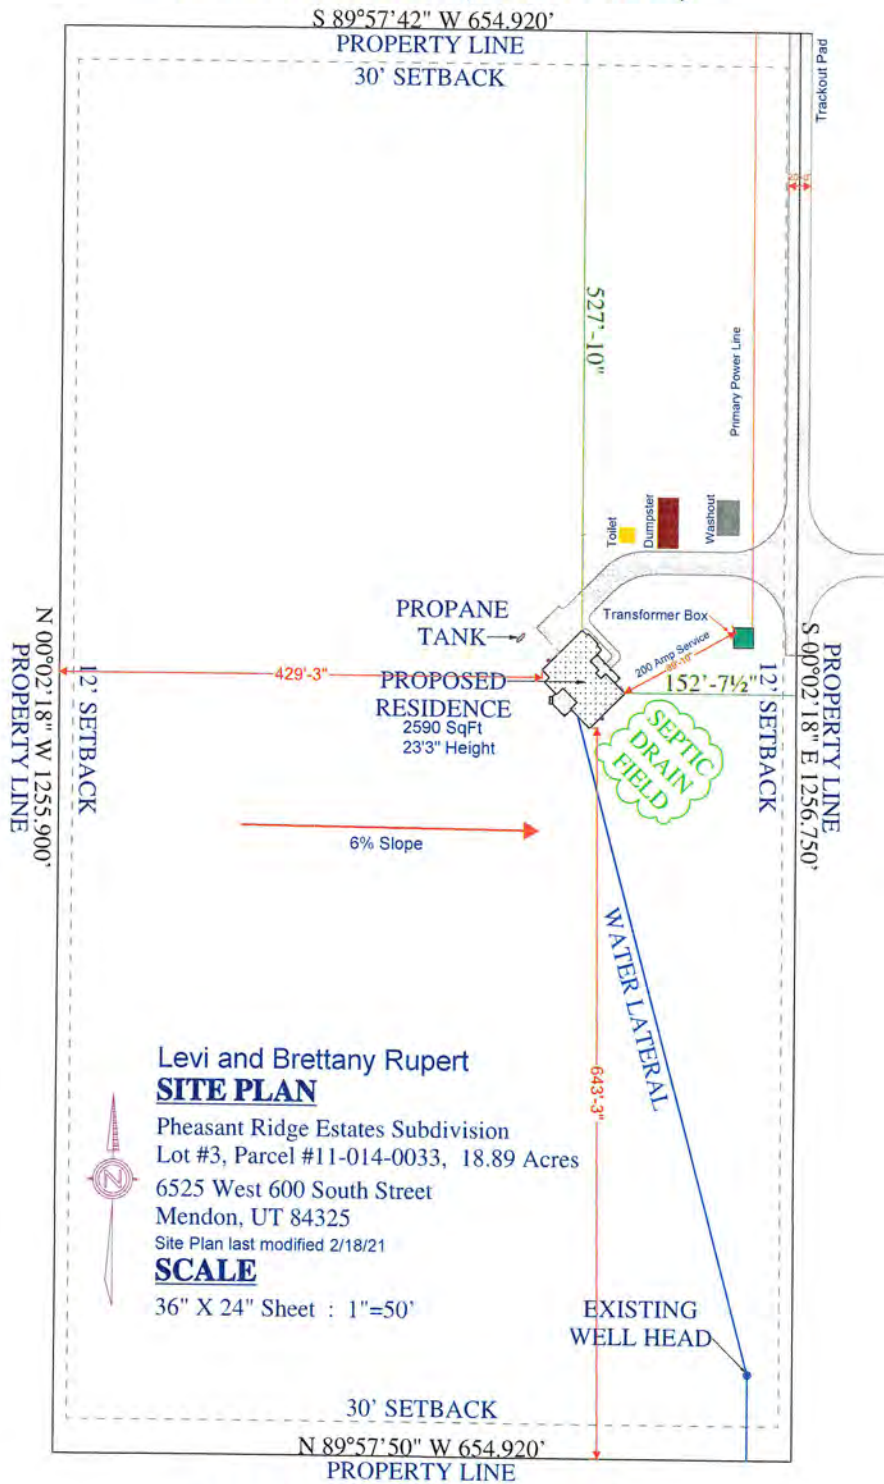 S 89°57'42" W 654.920'
PROPERTY LINE
30' SETBACK
Trackout Pad
527'-10"
Primary Power Line
Toilet
Dumpster
Washout
PROPANE
TANK
Transformer Box
200 Amp Service
429'-3"
PROPOSED
RESIDENCE
2590 SqFt
23'3" Height
152'-7½"
N 00°02'18" W 1255.900'
PROPERTY LINE
12' SETBACK
SEPTIC
DRAIN
FIELD
12' SETBACK
S 00°02'18" E 1256.750'
PROPERTY LINE
6% Slope
WATER LATERAL
643'-3"
Levi and Brettany Rupert
SITE PLAN
Pheasant Ridge Estates Subdivision
Lot #3, Parcel #11-014-0033, 18.89 Acres
6525 West 600 South Street
Mendon, UT 84325
Site Plan last modified 2/18/21
SCALE
36" X 24" Sheet : 1"=50'
N
EXISTING
WELL HEAD
30' SETBACK
N 89°57'50" W 654.920'
PROPERTY LINE